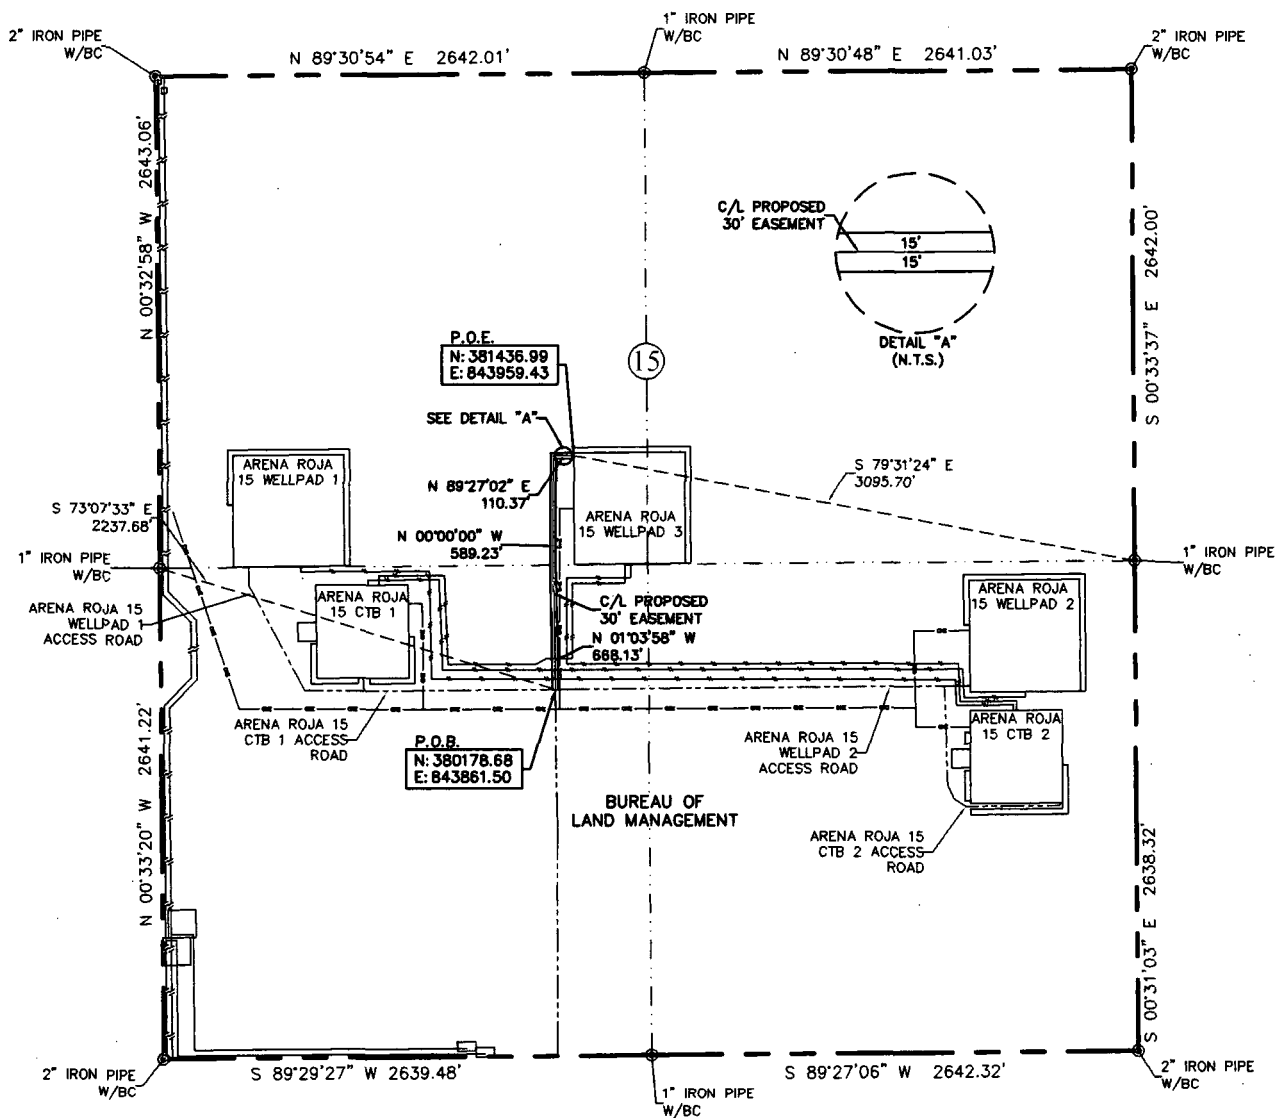 2" IRON PIPE
W/BC
N 89°30'54" E 2642.01'
1" IRON PIPE
W/BC
N 89°30'48" E 2641.03'
2" IRON PIPE
W/BC
N 00°32'58" W 2643.06'
S 00°33'37" E 2642.00'
C/L PROPOSED
30' EASEMENT
15'
15'
DETAIL "A"
(N.T.S.)
P.O.E.
N: 381436.99
E: 843959.43
15
SEE DETAIL "A"
ARENA ROJA
15 WELLPAD 1
S 79°31'24" E
3095.70'
N 89°27'02" E
110.37'
S 73°07'33" E
2237.68'
ARENA ROJA
15 WELLPAD 3
N 00°00'00" W
589.23'
1" IRON PIPE
W/BC
1" IRON PIPE
W/BC
ARENA ROJA 15
WELLPAD 1
ACCESS ROAD
ARENA ROJA
15 CTB 1
C/L PROPOSED
30' EASEMENT
ARENA ROJA
15 WELLPAD 2
N 01°03'58" W
668.13'
N 00°33'20" W 2641.22'
ARENA ROJA 15
CTB 1 ACCESS
ROAD
P.O.B.
N: 380178.68
E: 843861.50
ARENA ROJA 15
WELLPAD 2
ACCESS ROAD
ARENA ROJA
15 CTB 2
BUREAU OF
LAND MANAGEMENT
ARENA ROJA 15
CTB 2 ACCESS
ROAD
S 00°31'03" E 2638.32'
2" IRON PIPE
W/BC
S 89°29'27" W 2639.48'
1" IRON PIPE
W/BC
S 89°27'06" W 2642.32'
2" IRON PIPE
W/BC